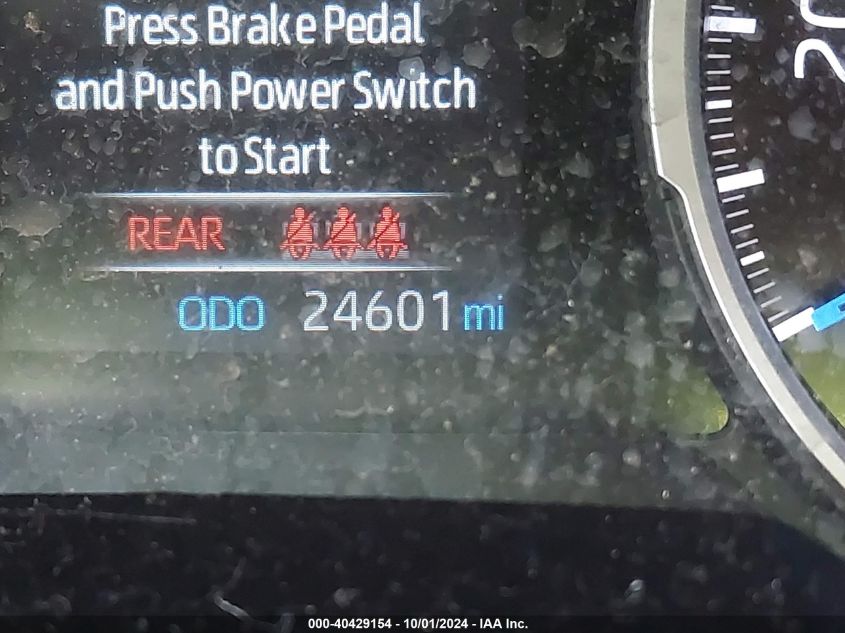 Press Brake Pedal
and Push Power Switch
to Start
REAR
ODO 24601 mi
000-40429154 - 10/01/2024 - IAA Inc.